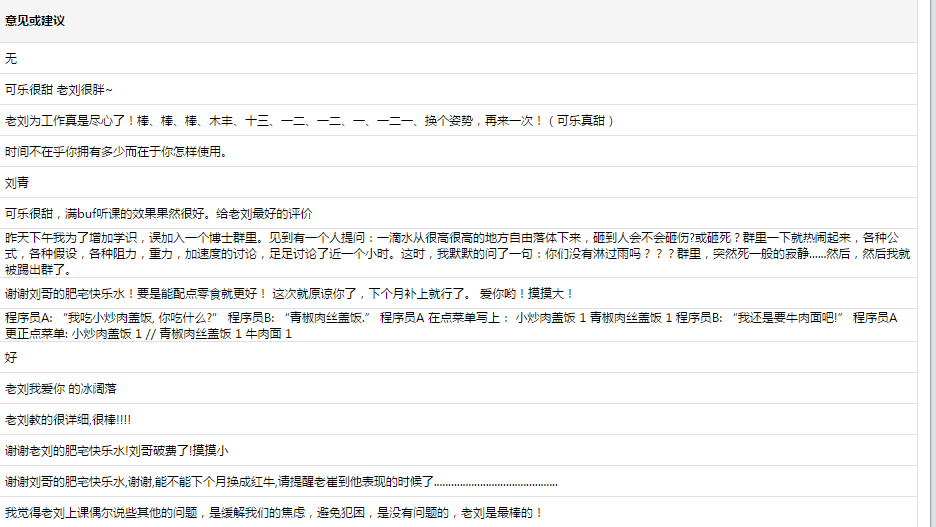 意见或建议
无
可乐很甜 老刘很胖~
老刘为工作真是尽心了！棒、棒、棒、木丰、十三、一二、一二、一、一二一、换个姿势，再来一次！（可乐真甜）
时间不在乎你拥有多少而在于你怎样使用。
刘青
可乐很甜，满buf听课的效果果然很好。给老刘最好的评价
昨天下午我为了增加学识，误加入一个博士群里。见到有一个人提问：一滴水从很高很高的地方自由落体下来，砸到人会不会砸伤?或砸死？群里一下就热闹起来，各种公
式，各种假设，各种阻力，重力，加速度的讨论，足足讨论了近一个小时。这时，我默默的问了一句：你们没有淋过雨吗？？？群里，突然死一般的寂静......然后，然后我就
被踢出群了。
谢谢刘哥的肥宅快乐水！要是能配点零食就更好！ 这次就原谅你了，下个月补上就行了。 爱你哟！摸摸大！
程序员A: “我吃小炒肉盖饭, 你吃什么?” 程序员B: “青椒肉丝盖饭.” 程序员A 在点菜单写上： 小炒肉盖饭 1 青椒肉丝盖饭 1 程序员B: “我还是要牛肉面吧!” 程序员A
更正点菜单: 小炒肉盖饭 1 // 青椒肉丝盖饭 1 牛肉面 1
好
老刘我爱你 的冰阔落
老刘教的很详细,很棒!!!!
谢谢老刘的肥宅快乐水!刘哥破费了!摸摸小
谢谢刘哥的肥宅快乐水,谢谢,能不能下个月换成红牛,请提醒老崔到他表现的时候了...........................................
我觉得老刘上课偶尔说些其他的问题，是缓解我们的焦虑，避免犯困，是没有问题的，老刘是最棒的！